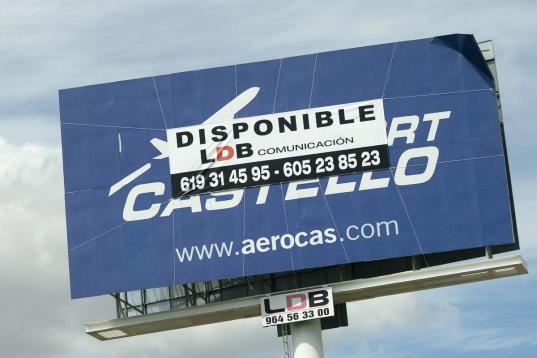 DISPONIBLE
LDB COMUNICACIÓN
619 31 45 95 - 605 23 85 23
RT
CASTELLO
www.aerocas.com
LDB
964 56 33 00